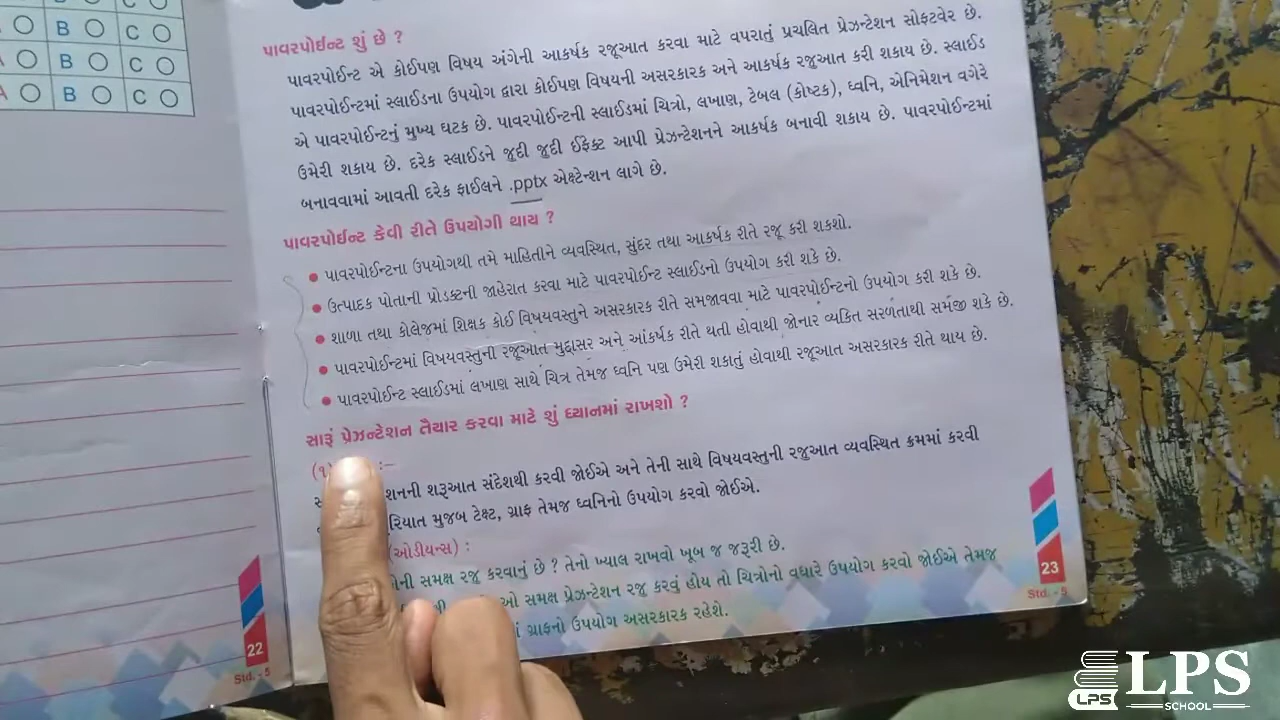 B C
B C
A B C
પાવરપોઈન્ટ શું છે ?
પાવરપોઈન્ટ એ કોઈપણ વિષય અંગેની આકર્ષક રજૂઆત કરવા માટે વપરાતું પ્રચલિત પ્રેઝન્ટેશન સોફ્ટવેર છે.
પાવરપોઈન્ટમાં સ્લાઈડના ઉપયોગ દ્વારા કોઈપણ વિષયની અસરકારક અને આકર્ષક રજુઆત કરી શકાય છે. સ્લાઈડ
એ પાવરપોઈન્ટનું મુખ્ય ઘટક છે. પાવરપોઈન્ટની સ્લાઈડમાં ચિત્રો, લખાણ, ટેબલ (કોષ્ટક), ધ્વનિ, એનિમેશન વગેરે
ઉમેરી શકાય છે. દરેક સ્લાઈડને જુદી જુદી ઈફેક્ટ આપી પ્રેઝન્ટેશનને આકર્ષક બનાવી શકાય છે. પાવરપોઈન્ટમાં
બનાવવામાં આવતી દરેક ફાઈલને .pptx એક્ષ્ટેન્શન લાગે છે.
પાવરપોઈન્ટ કેવી રીતે ઉપયોગી થાય ?
● પાવરપોઈન્ટના ઉપયોગથી તમે માહિતીને વ્યવસ્થિત, સુંદર તથા આકર્ષક રીતે રજૂ કરી શકશો.
● ઉત્પાદક પોતાની પ્રોડક્ટની જાહેરાત કરવા માટે પાવરપોઈન્ટ સ્લાઈડનો ઉપયોગ કરી શકે છે.
● શાળા તથા કોલેજમાં શિક્ષક કોઈ વિષયવસ્તુને અસરકારક રીતે સમજાવવા માટે પાવરપોઈન્ટનો ઉપયોગ કરી શકે છે.
● પાવરપોઈન્ટમાં વિષયવસ્તુની રજૂઆત મુદ્દાસર અને આંકર્ષક રીતે થતી હોવાથી જોનાર વ્યકિત સરળતાથી સમજી શકે છે.
● પાવરપોઈન્ટ સ્લાઈડમાં લખાણ સાથે ચિત્ર તેમજ ધ્વનિ પણ ઉમેરી શકાતું હોવાથી રજૂઆત અસરકારક રીતે થાય છે.
સારૂં પ્રેઝન્ટેશન તૈયાર કરવા માટે શું ધ્યાનમાં રાખશો ?
(૧) :–
શનની શરૂઆત સંદેશથી કરવી જોઈએ અને તેની સાથે વિષયવસ્તુની રજુઆત વ્યવસ્થિત ક્રમમાં કરવી
રિયાત મુજબ ટેક્ષ્ટ, ગ્રાફ તેમજ ધ્વનિનો ઉપયોગ કરવો જોઈએ.
(ઓડીયન્સ) :
ની સમક્ષ રજુ કરવાનું છે ? તેનો ખ્યાલ રાખવો ખૂબ જ જરૂરી છે.
ઓ સમક્ષ પ્રેઝન્ટેશન રજુ કરવું હોય તો ચિત્રોનો વધારે ઉપયોગ કરવો જોઈએ તેમજ
ગ્રાફનો ઉપયોગ અસરકારક રહેશે.
22
Std. - 5
23
Std. - 5
LPS
LPS
SCHOOL